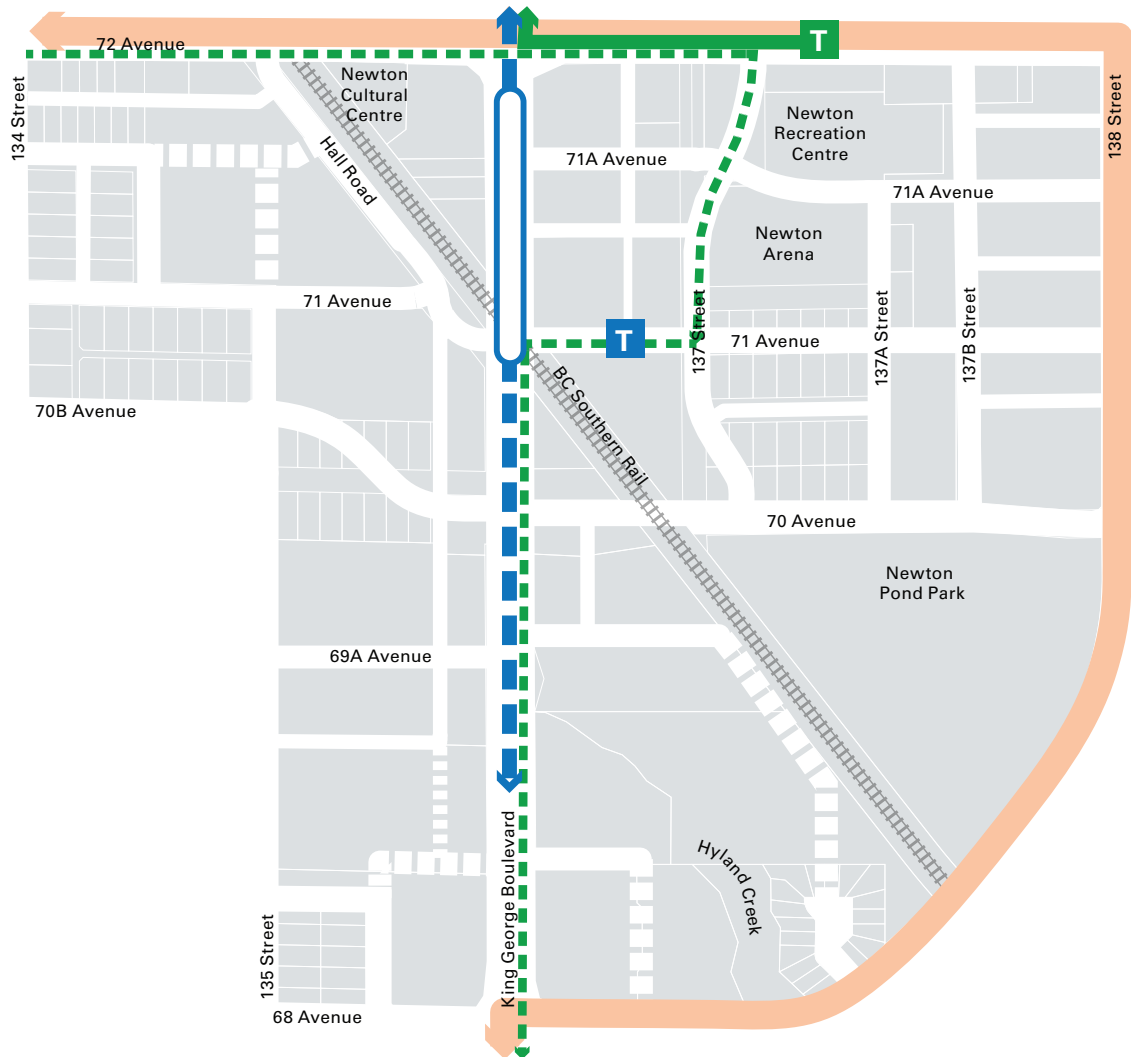 72 Avenue
T
134 Street
Newton
Cultural
Centre
138 Street
Newton
Recreation
Centre
Hall Road
71A Avenue
71A Avenue
Newton
Arena
71 Avenue
137 Street
T
71 Avenue
137A Street
137B Street
BC Southern Rail
70B Avenue
70 Avenue
Newton
Pond Park
69A Avenue
King George Boulevard
Hyland Creek
135 Street
68 Avenue